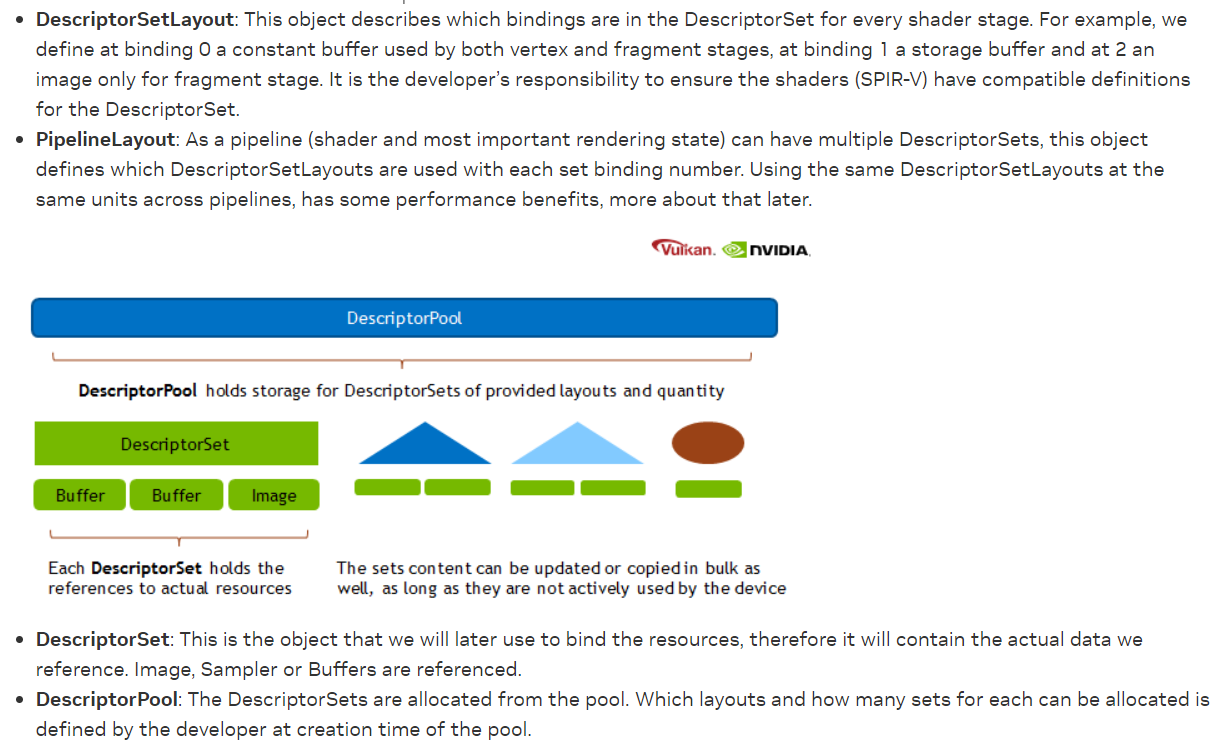 • DescriptorSetLayout: This object describes which bindings are in the DescriptorSet for every shader stage. For example, we
define at binding 0 a constant buffer used by both vertex and fragment stages, at binding 1 a storage buffer and at 2 an
image only for fragment stage. It is the developer’s responsibility to ensure the shaders (SPIR-V) have compatible definitions
for the DescriptorSet.
• PipelineLayout: As a pipeline (shader and most important rendering state) can have multiple DescriptorSets, this object
defines which DescriptorSetLayouts are used with each set binding number. Using the same DescriptorSetLayouts at the
same units across pipelines, has some performance benefits, more about that later.
Vulkan. NVIDIA.
DescriptorPool
DescriptorPool holds storage for DescriptorSets of provided layouts and quantity
DescriptorSet
Buffer Buffer Image
Each DescriptorSet holds the
references to actual resources
The sets content can be updated or copied in bulk as
well, as long as they are not actively used by the device
• DescriptorSet: This is the object that we will later use to bind the resources, therefore it will contain the actual data we
reference. Image, Sampler or Buffers are referenced.
• DescriptorPool: The DescriptorSets are allocated from the pool. Which layouts and how many sets for each can be allocated is
defined by the developer at creation time of the pool.